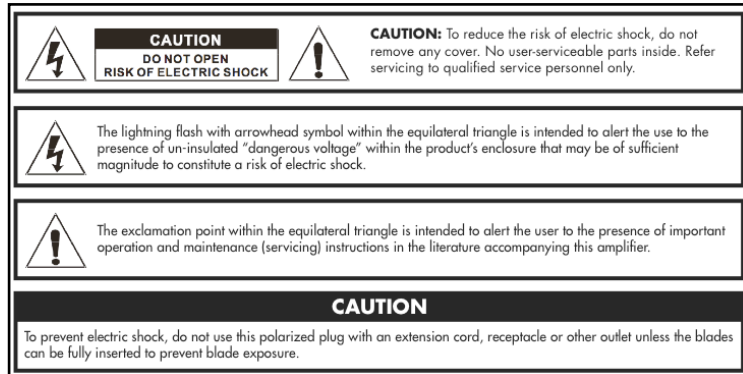 CAUTION
DO NOT OPEN
RISK OF ELECTRIC SHOCK
CAUTION: To reduce the risk of electric shock, do not
remove any cover. No user-serviceable parts inside. Refer
servicing to qualified service personnel only.
The lightning flash with arrowhead symbol within the equilateral triangle is intended to alert the use to the
presence of un-insulated “dangerous voltage” within the product’s enclosure that may be of sufficient
magnitude to constitute a risk of electric shock.
The exclamation point within the equilateral triangle is intended to alert the user to the presence of important
operation and maintenance (servicing) instructions in the literature accompanying this amplifier.
CAUTION
To prevent electric shock, do not use this polarized plug with an extension cord, receptacle or other outlet unless the blades
can be fully inserted to prevent blade exposure.